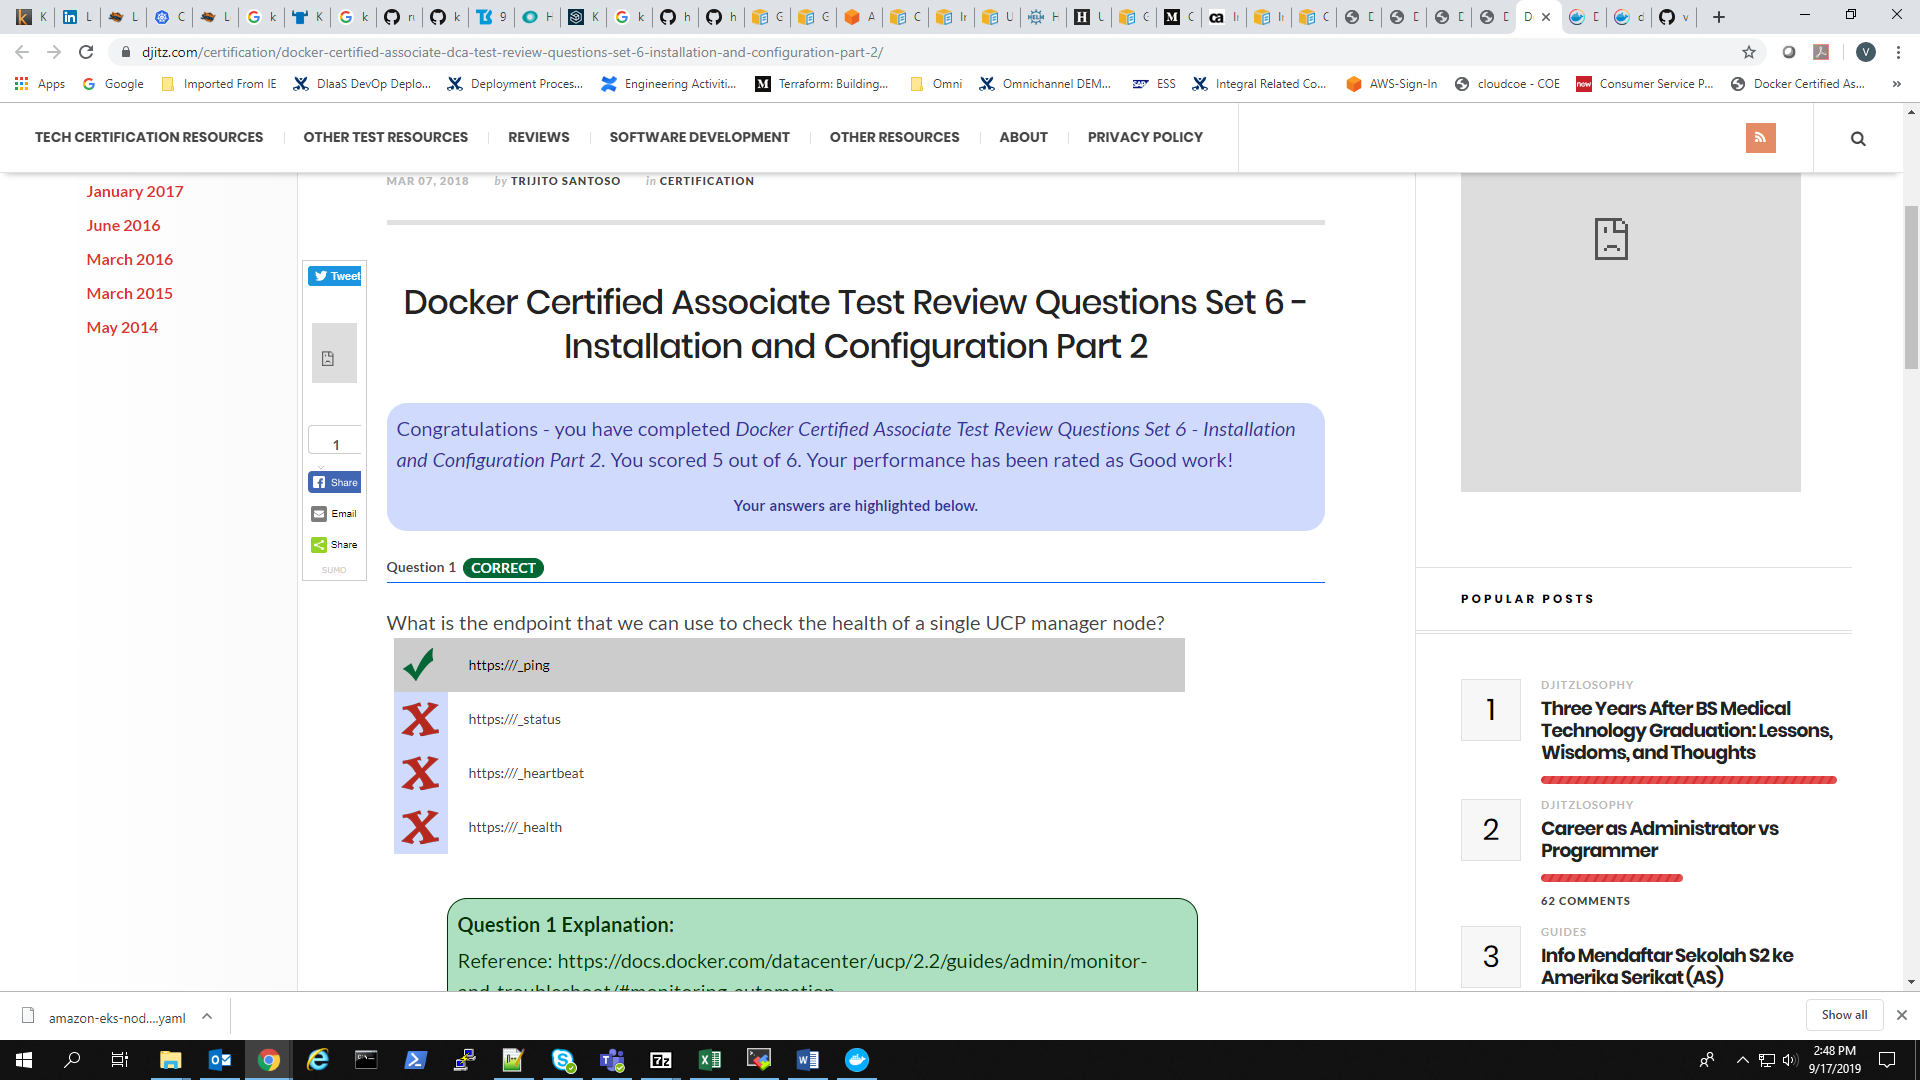 djitz.com/certification/docker-certified-associate-dca-test-review-questions-set-6-installation-and-configuration-part-2/
V
Apps
Google
Imported From IE
DIaaS DevOp Deplo...
Deployment Proces...
Engineering Activiti...
Terraform: Building...
Omni
Omnichannel DEM...
ESS
Integral Related Co...
AWS-Sign-In
cloudcoe - COE
Consumer Service P...
Docker Certified As...
»
TECH CERTIFICATION RESOURCES
OTHER TEST RESOURCES
REVIEWS
SOFTWARE DEVELOPMENT
OTHER RESOURCES
ABOUT
PRIVACY POLICY
MAR 07, 2018 by TRIJITO SANTOSO in CERTIFICATION
January 2017
June 2016
March 2016
March 2015
May 2014
Tweet
1
Share
Email
Share
SUMO
Docker Certified Associate Test Review Questions Set 6 -
Installation and Configuration Part 2
Congratulations - you have completed Docker Certified Associate Test Review Questions Set 6 - Installation
and Configuration Part 2. You scored 5 out of 6. Your performance has been rated as Good work!
Your answers are highlighted below.
Question 1 CORRECT
What is the endpoint that we can use to check the health of a single UCP manager node?
https:///_ping
https:///_status
https:///_heartbeat
https:///_health
Question 1 Explanation:
Reference: https://docs.docker.com/datacenter/ucp/2.2/guides/admin/monitor-
and-troubleshoot/#monitoring-automation
POPULAR POSTS
1
DJITZLOSOPHY
Three Years After BS Medical
Technology Graduation: Lessons,
Wisdoms, and Thoughts
2
DJITZLOSOPHY
Career as Administrator vs
Programmer
62 COMMENTS
3
GUIDES
Info Mendaftar Sekolah S2 ke
Amerika Serikat (AS)
amazon-eks-nod....yaml
Show all
2:48 PM
9/17/2019